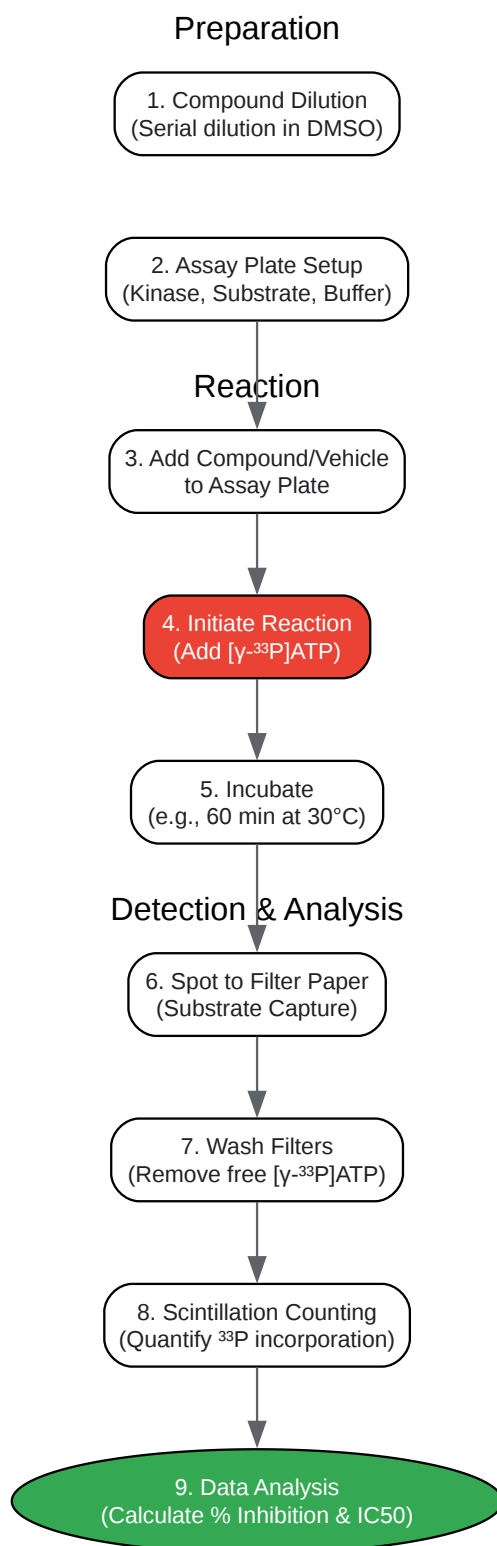 Preparation
1. Compound Dilution
(Serial dilution in DMSO)
2. Assay Plate Setup
(Kinase, Substrate, Buffer)
Reaction
3. Add Compound/Vehicle
to Assay Plate
4. Initiate Reaction
(Add [γ-³³P]ATP)
5. Incubate
(e.g., 60 min at 30°C)
Detection & Analysis
6. Spot to Filter Paper
(Substrate Capture)
7. Wash Filters
(Remove free [γ-³³P]ATP)
8. Scintillation Counting
(Quantify ³³P incorporation)
9. Data Analysis
(Calculate % Inhibition & IC50)